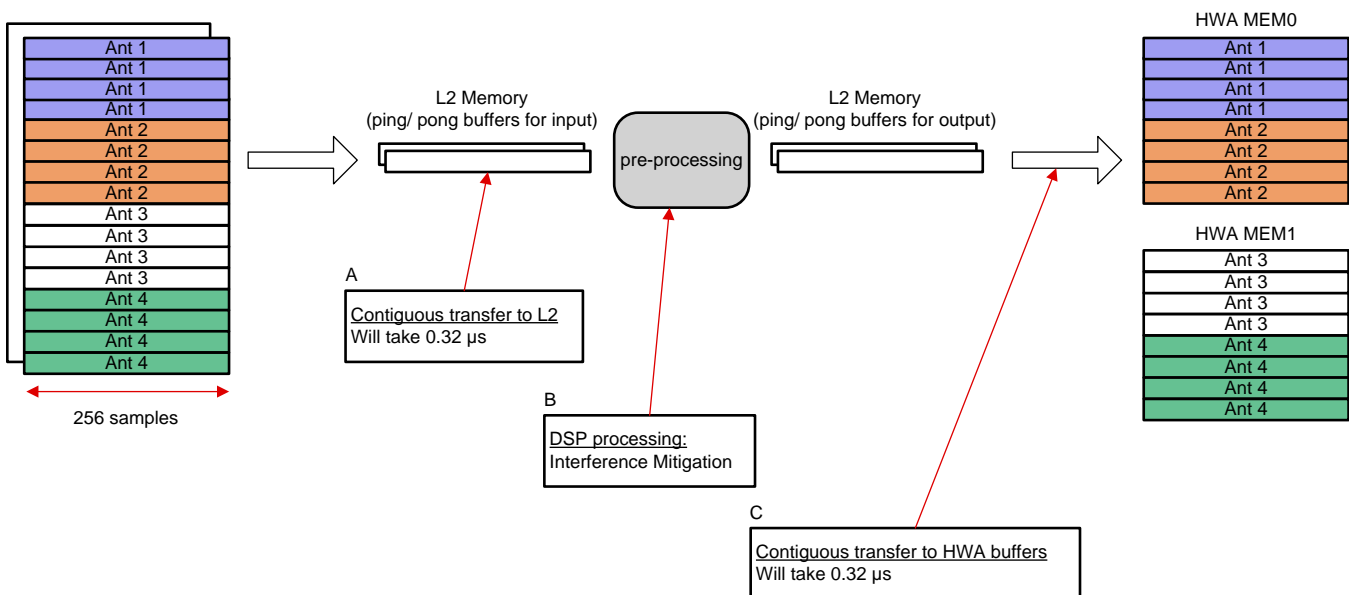 Ant 1
Ant 1
Ant 1
Ant 1
Ant 2
Ant 2
Ant 2
Ant 2
Ant 3
Ant 3
Ant 3
Ant 3
Ant 4
Ant 4
Ant 4
Ant 4
256 samples
L2 Memory
(ping/ pong buffers for input)
pre-processing
L2 Memory
(ping/ pong buffers for output)
A
Contiguous transfer to L2
Will take 0.32 µs
B
DSP processing:
Interference Mitigation
C
Contiguous transfer to HWA buffers
Will take 0.32 µs
HWA MEM0
Ant 1
Ant 1
Ant 1
Ant 1
Ant 2
Ant 2
Ant 2
Ant 2
HWA MEM1
Ant 3
Ant 3
Ant 3
Ant 3
Ant 4
Ant 4
Ant 4
Ant 4